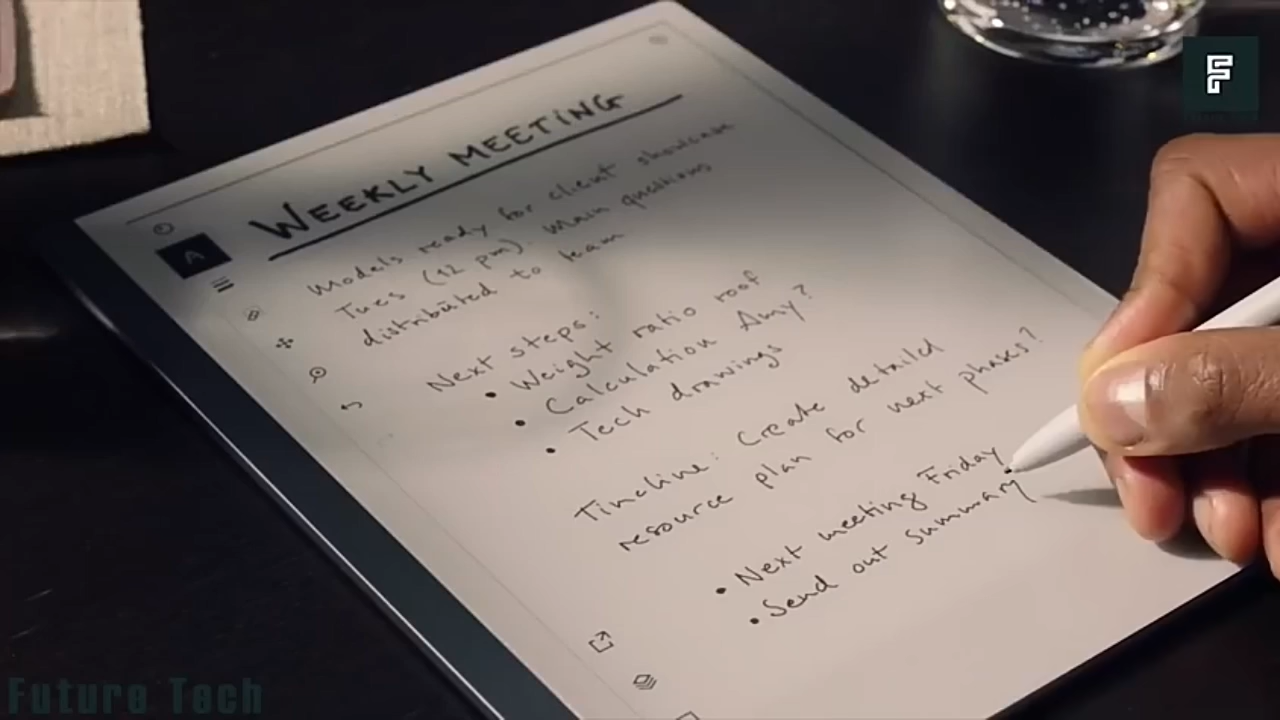 WEEKLY MEETING
A
Models ready for client showcase
Tues (12 pm). Main questions
distributed to team
Next steps:
• Weight ratio roof
• Calculation Amy?
• Tech drawings
Timeline: Create detailed
resource plan for next phases?
• Next meeting Friday
• Send out summary
Future Tech
F